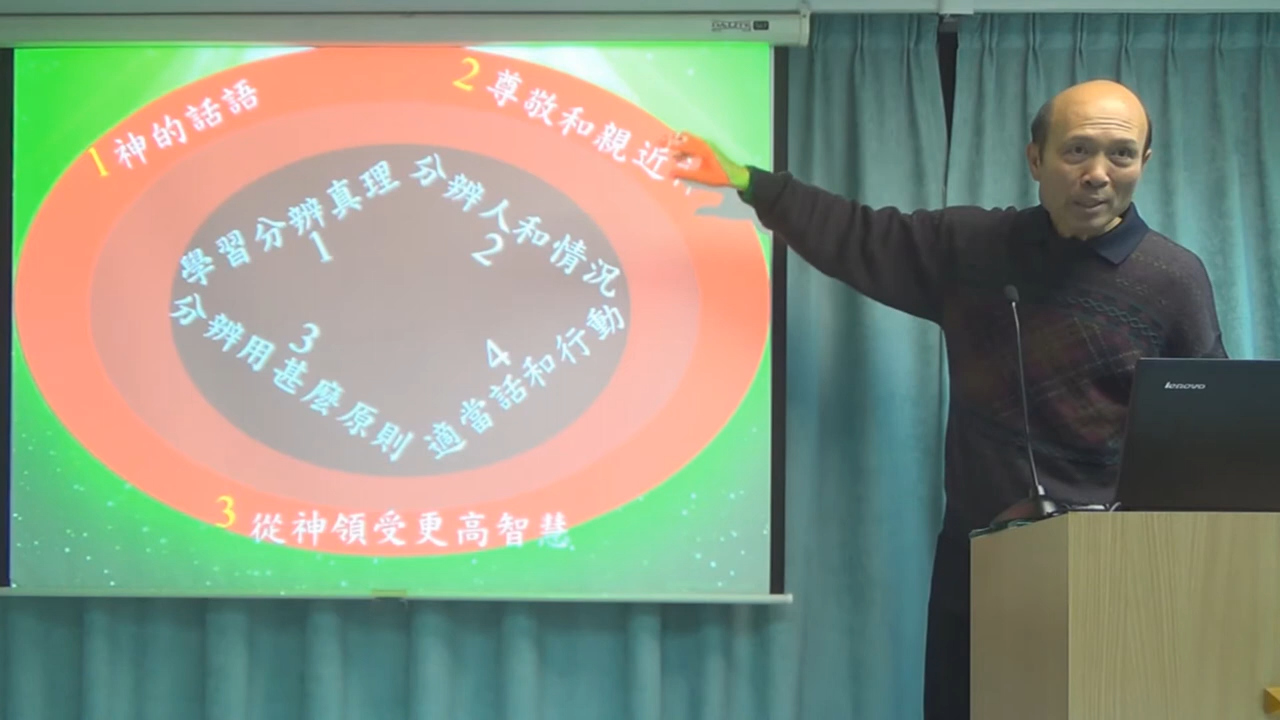 1 神的話語
2 尊敬和親近
學習分辨真理
1
分辨人和情況
2
3
分辨用甚麼原則
4
適當話和行動
3 從神領受更高智慧
lenovo